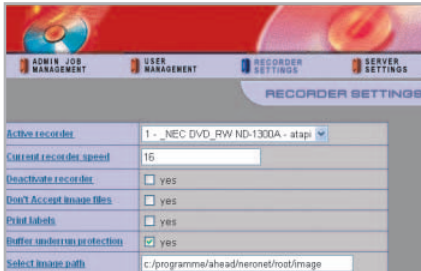 ADMIN JOB MANAGEMENT
USER MANAGEMENT
RECORDER SETTINGS
SERVER SETTINGS
RECORDER SETTINGS
Active recorder 1 - _NEC DVD_RW ND-1300A - atapi
Current recorder speed 16
Deactivate recorder yes
Don't Accept image files yes
Print labels yes
Buffer underrun protection yes
Select image path c:/programme/ahead/neronet/root/image